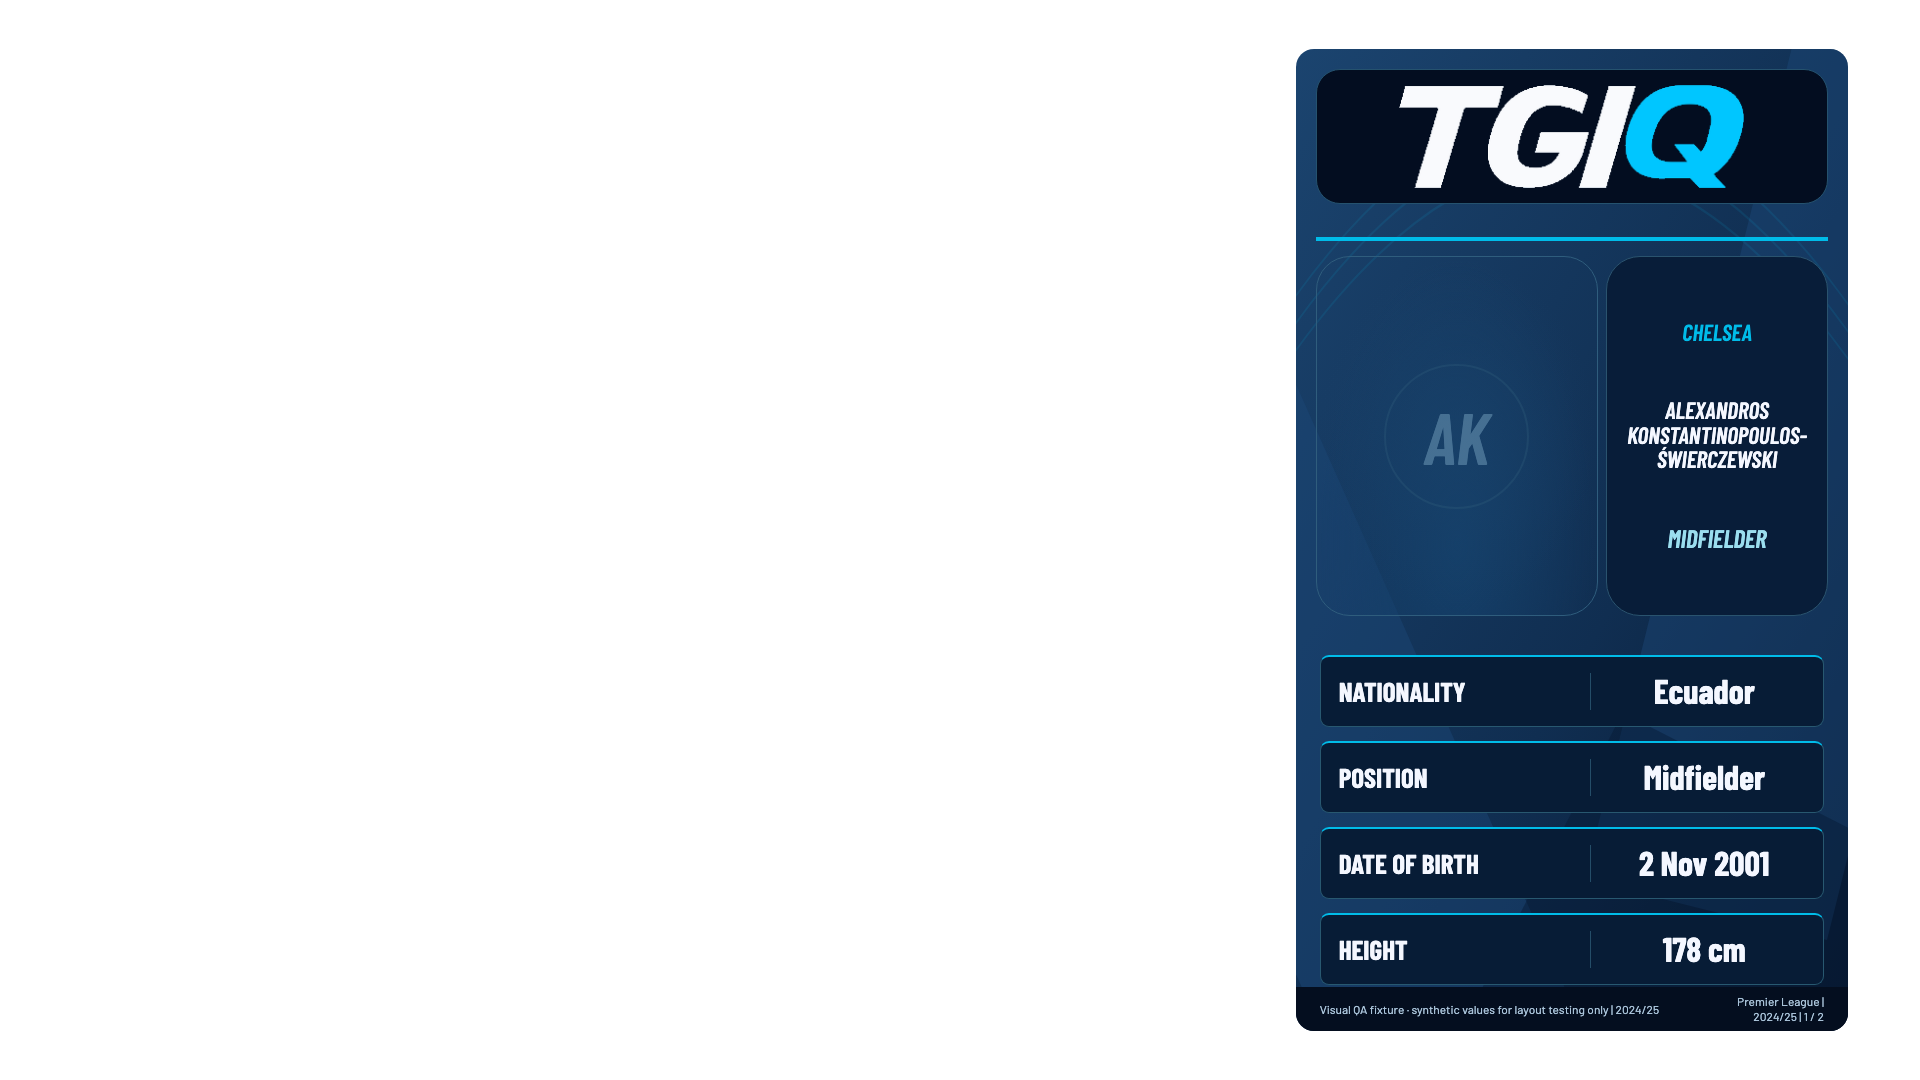 TGIQ
CHELSEA
AK
ALEXANDROS
KONSTANTINOPOULOS-
ŚWIERCZEWSKI
MIDFIELDER
NATIONALITY
Ecuador
POSITION
Midfielder
DATE OF BIRTH
2 Nov 2001
HEIGHT
178 cm
Visual QA fixture · synthetic values for layout testing only | 2024/25
Premier League |
2024/25 | 1 / 2